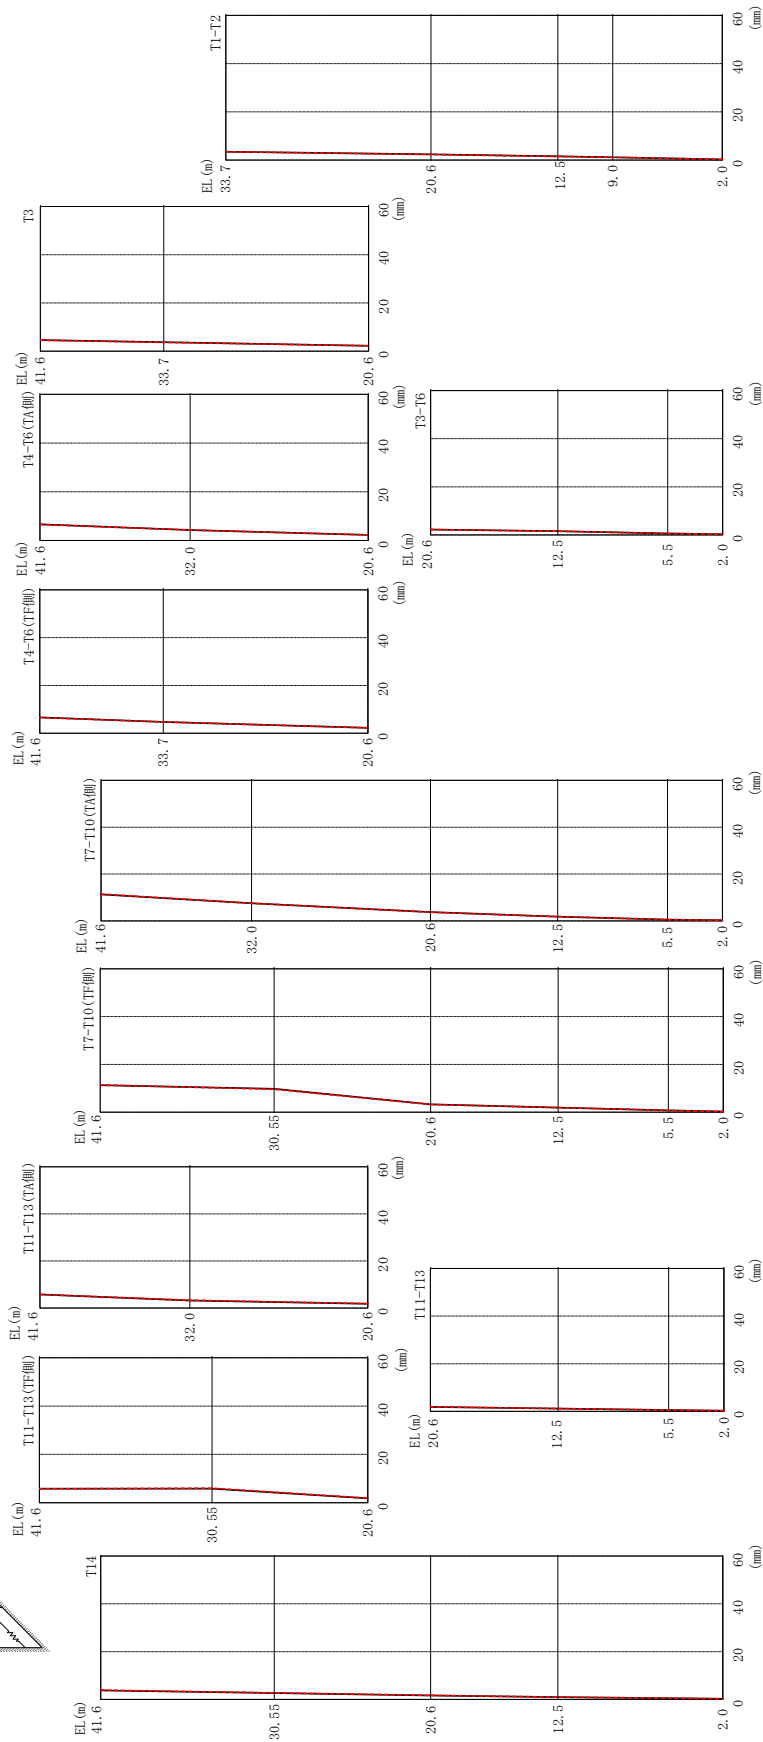 T1-T2
EL(m)
33.7
20.6
12.5
9.0
2.0
0
20
40
60
(mm)
T3
EL(m)
41.6
33.7
20.6
0
20
40
60
(mm)
T4-T6(TA側)
EL(m)
41.6
32.0
20.6
0
20
40
60
(mm)
T3-T6
EL(m)
20.6
12.5
5.5
2.0
0
20
40
60
(mm)
T4-T6(TF側)
EL(m)
41.6
33.7
20.6
0
20
40
60
(mm)
T7-T10(TA側)
EL(m)
41.6
32.0
20.6
12.5
5.5
2.0
0
20
40
60
(mm)
T7-T10(TF側)
EL(m)
41.6
30.55
20.6
12.5
5.5
2.0
0
20
40
60
(mm)
T11-T13(TA側)
EL(m)
41.6
32.0
20.6
0
20
40
60
(mm)
T11-T13
EL(m)
20.6
12.5
5.5
2.0
0
20
40
60
(mm)
T11-T13(TF側)
EL(m)
41.6
30.55
20.6
0
20
40
60
(mm)
T14
EL(m)
41.6
30.55
20.6
12.5
2.0
0
20
40
60
(mm)